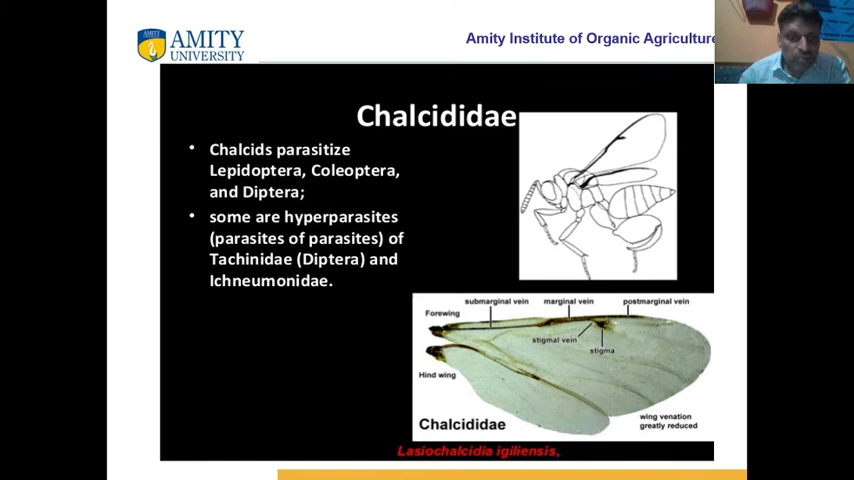 AMITY
AMITY
UNIVERSITY
Amity Institute of Organic Agriculture
Chalcididae
• Chalcids parasitize
Lepidoptera, Coleoptera,
and Diptera;
• some are hyperparasites
(parasites of parasites) of
Tachinidae (Diptera) and
Ichneumonidae.
submarginal vein
marginal vein
postmarginal vein
Forewing
stigmal vein
stigma
Hind wing
wing venation
greatly reduced
Chalcididae
Lasiochalcidia igiliensis,